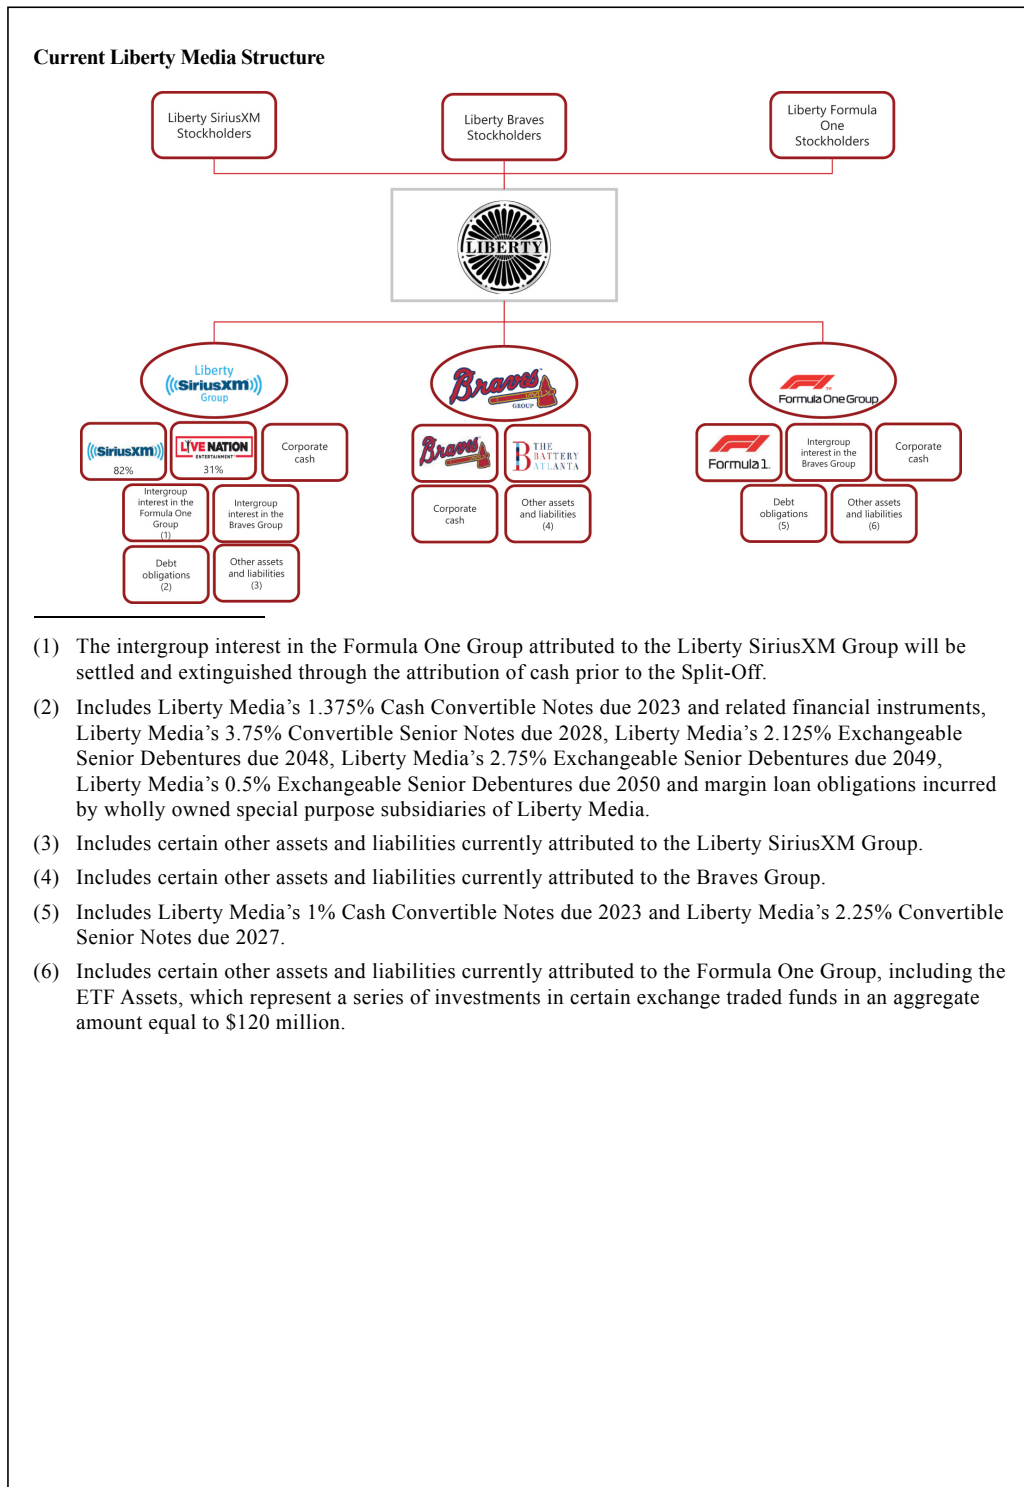 Current Liberty Media Structure
Liberty SiriusXM
Stockholders
Liberty Braves
Stockholders
Liberty Formula
One
Stockholders
LIBERTY
Liberty
((SiriusXM))
Group
Braves
GROUP
F1
Formula One Group
((SiriusXM))
82%
LIVE NATION
ENTERTAINMENT
31%
Corporate
cash
Intergroup
interest in the
Formula One
Group
(1)
Intergroup
interest in the
Braves Group
Debt
obligations
(2)
Other assets
and liabilities
(3)
Braves
B THE
BATTERY
ATLANTA
Corporate
cash
Other assets
and liabilities
(4)
F1
Formula 1
Intergroup
interest in the
Braves Group
Corporate
cash
Debt
obligations
(5)
Other assets
and liabilities
(6)
(1) The intergroup interest in the Formula One Group attributed to the Liberty SiriusXM Group will be
settled and extinguished through the attribution of cash prior to the Split-Off.
(2) Includes Liberty Media’s 1.375% Cash Convertible Notes due 2023 and related financial instruments,
Liberty Media’s 3.75% Convertible Senior Notes due 2028, Liberty Media’s 2.125% Exchangeable
Senior Debentures due 2048, Liberty Media’s 2.75% Exchangeable Senior Debentures due 2049,
Liberty Media’s 0.5% Exchangeable Senior Debentures due 2050 and margin loan obligations incurred
by wholly owned special purpose subsidiaries of Liberty Media.
(3) Includes certain other assets and liabilities currently attributed to the Liberty SiriusXM Group.
(4) Includes certain other assets and liabilities currently attributed to the Braves Group.
(5) Includes Liberty Media’s 1% Cash Convertible Notes due 2023 and Liberty Media’s 2.25% Convertible
Senior Notes due 2027.
(6) Includes certain other assets and liabilities currently attributed to the Formula One Group, including the
ETF Assets, which represent a series of investments in certain exchange traded funds in an aggregate
amount equal to $120 million.